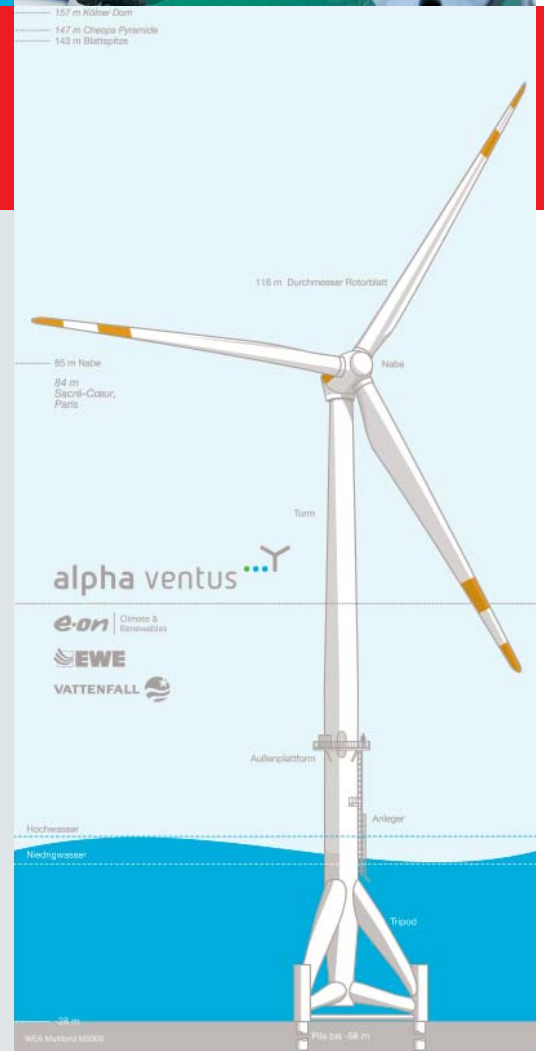 157 m Kölner Dom
147 m Cheops Pyramide
143 m Blattspitze
116 m Durchmesser Rotorblatt
85 m Nabe
Nabe
84 m
Sacré-Cœur,
Paris
Turm
alpha ventus
e·on Climate &
Renewables
EWE
VATTENFALL
Außenplattform
Anleger
Hochwasser
Niedrigwasser
Tripod
-28 m
WEA Multibrid M5000
Pile bis -58 m